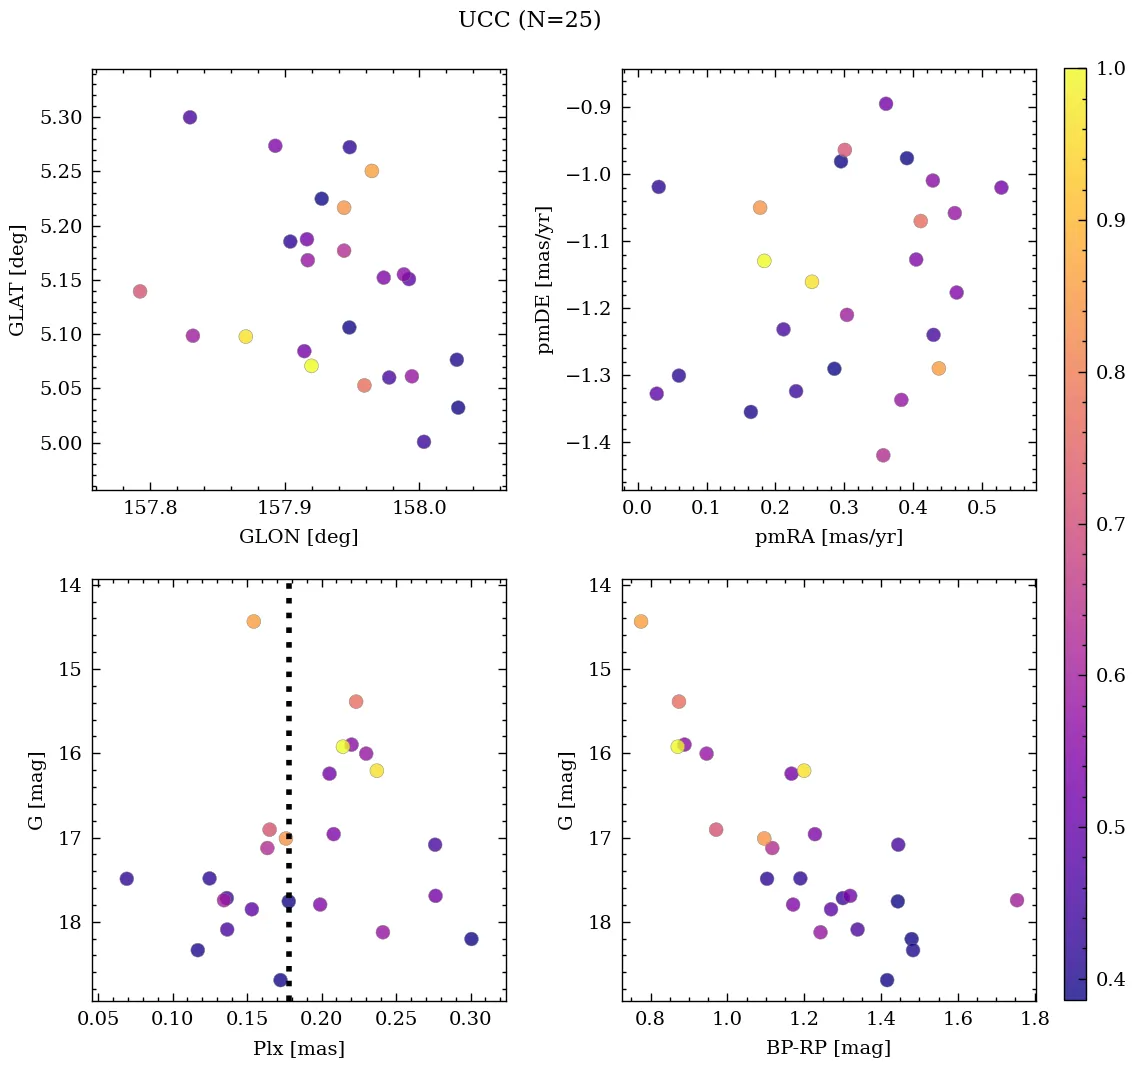 UCC (N=25)
5.30
5.25
5.20
5.15
5.10
5.05
5.00
GLAT [deg]
157.8 157.9 158.0
GLON [deg]
−0.9
−1.0
−1.1
−1.2
−1.3
−1.4
pmDE [mas/yr]
0.0 0.1 0.2 0.3 0.4 0.5
pmRA [mas/yr]
14
15
16
17
18
G [mag]
0.05 0.10 0.15 0.20 0.25 0.30
Plx [mas]
14
15
16
17
18
G [mag]
0.8 1.0 1.2 1.4 1.6 1.8
BP-RP [mag]
1.0
0.9
0.8
0.7
0.6
0.5
0.4